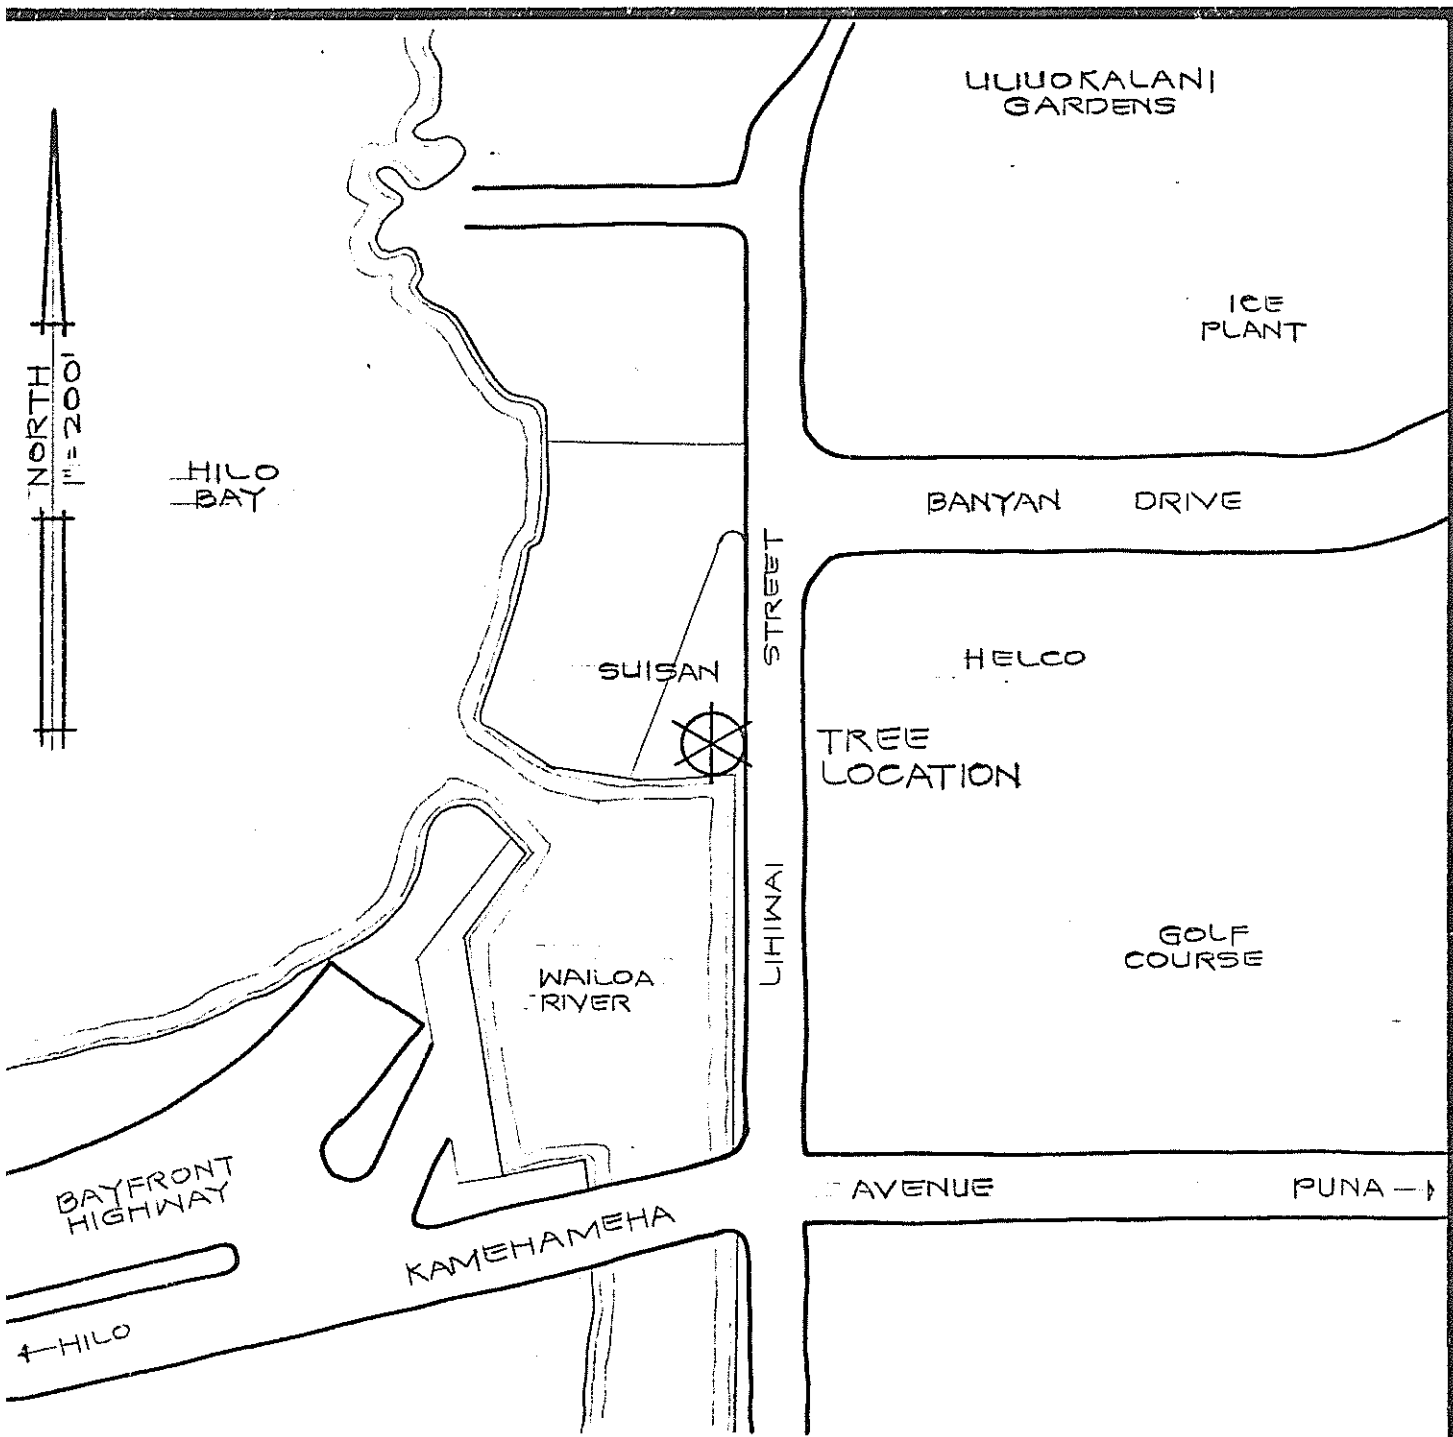 LILIUOKALANI
GARDENS
ICE
PLANT
NORTH
1"=200'
HILO
BAY
BANYAN DRIVE
STREET
SUISAN
HELCO
TREE
LOCATION
LIHIWAI
GOLF
COURSE
WAILOA
RIVER
BAYFRONT
HIGHWAY
AVENUE
PUNA →
KAMEHAMEHA
← HILO